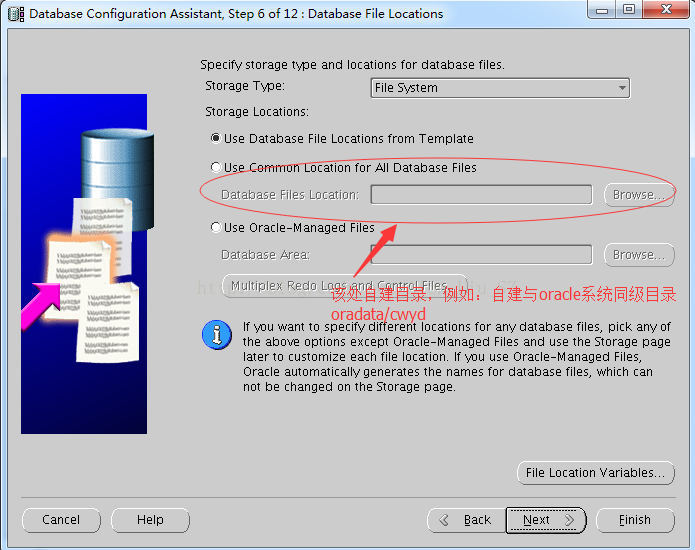 Database Configuration Assistant, Step 6 of 12 : Database File Locations
Specify storage type and locations for database files.
Storage Type:
File System
Storage Locations:
Use Database File Locations from Template
Use Common Location for All Database Files
Database Files Location:
Browse...
Use Oracle-Managed Files
Database Area:
Browse...
Multiplex Redo Logs and Control Files...
该处自建目录，例如：自建与oracle系统同级目录
oradata/cwyd
If you want to specify different locations for any database files, pick any of
the above options except Oracle-Managed Files and use the Storage page
later to customize each file location. If you use Oracle-Managed Files,
Oracle automatically generates the names for database files, which can
not be changed on the Storage page.
File Location Variables...
Cancel
Help
Back
Next
Finish